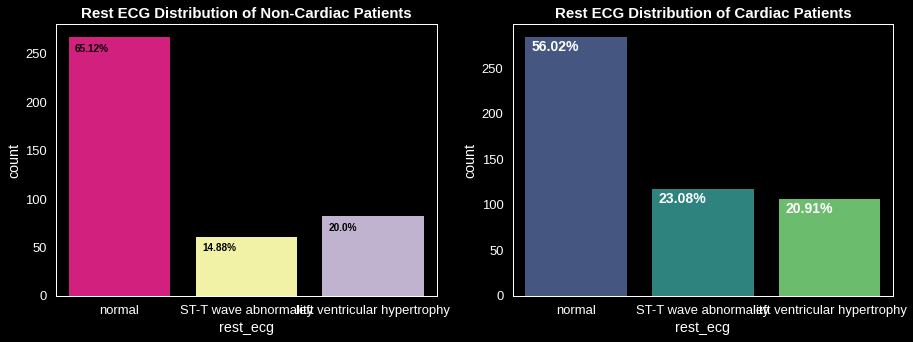 Rest ECG Distribution of Non-Cardiac Patients
250
200
150
100
50
0
count
65.12%
14.88%
20.0%
normal
ST-T wave abnormality
left ventricular hypertrophy
rest_ecg
Rest ECG Distribution of Cardiac Patients
250
200
150
100
50
0
count
56.02%
23.08%
20.91%
normal
ST-T wave abnormality
left ventricular hypertrophy
rest_ecg